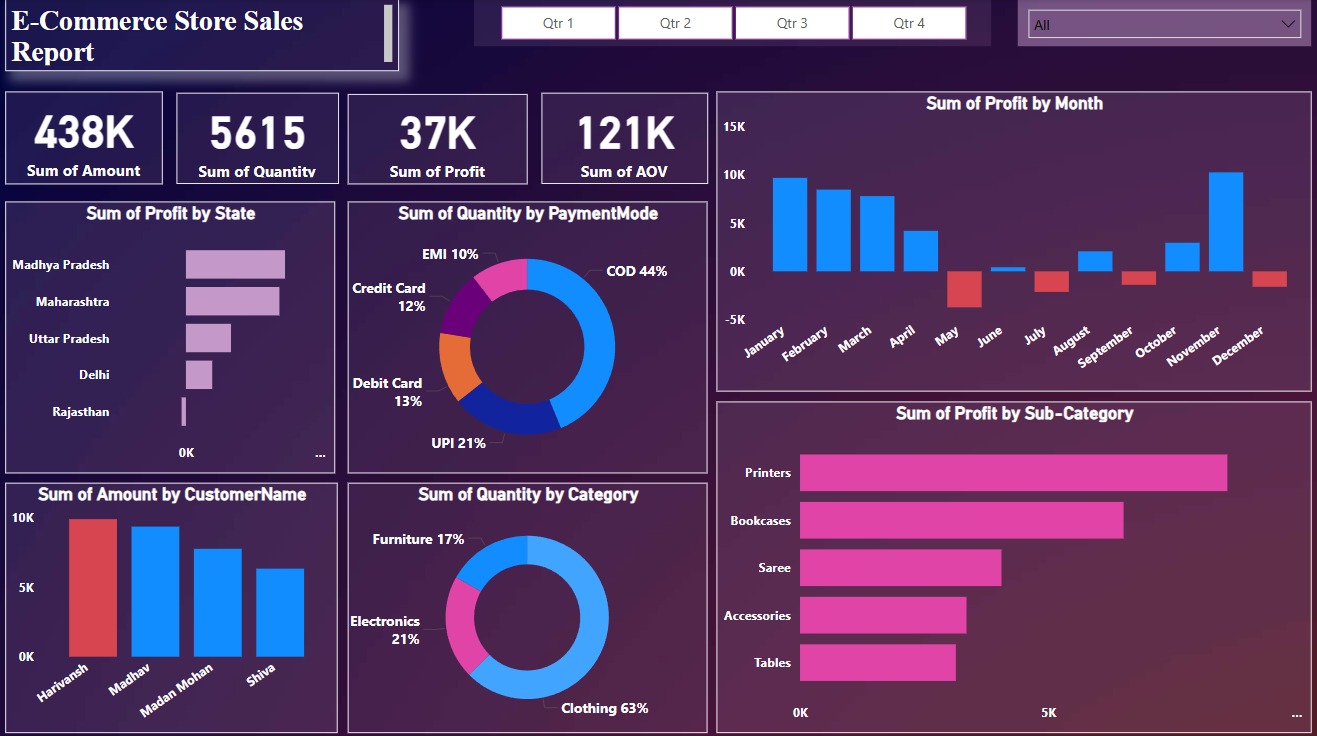 E-Commerce Store Sales
Report
Qtr 1
Qtr 2
Qtr 3
Qtr 4
All
438K
Sum of Amount
5615
Sum of Quantity
37K
Sum of Profit
121K
Sum of AOV
Sum of Profit by Month
15K
10K
5K
0K
-5K
January
February
March
April
May
June
July
August
September
October
November
December
Sum of Profit by State
Madhya Pradesh
Maharashtra
Uttar Pradesh
Delhi
Rajasthan
0K
...
Sum of Quantity by PaymentMode
EMI 10%
COD 44%
Credit Card
12%
Debit Card
13%
UPI 21%
Sum of Profit by Sub-Category
Printers
Bookcases
Saree
Accessories
Tables
0K
5K
...
Sum of Amount by CustomerName
10K
5K
0K
Harivansh
Madhav
Madan Mohan
Shiva
Sum of Quantity by Category
Furniture 17%
Electronics
21%
Clothing 63%